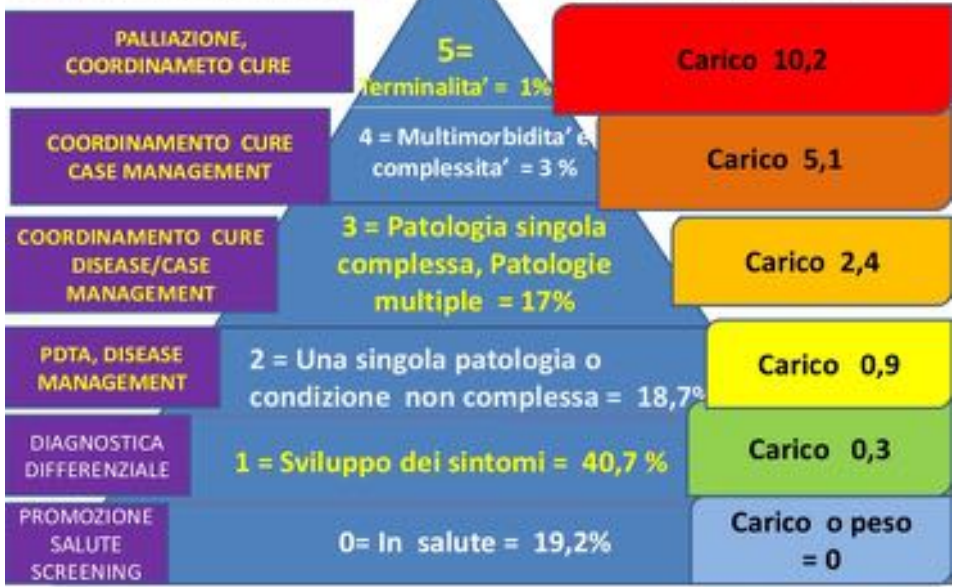 PALLIAZIONE,
COORDINAMETO CURE
5=
Terminalita' = 1%
Carico 10,2
COORDINAMENTO CURE
CASE MANAGEMENT
4 = Multimorbidita' e
complessita' = 3 %
Carico 5,1
COORDINAMENTO CURE
DISEASE/CASE
MANAGEMENT
3 = Patologia singola
complessa, Patologie
multiple = 17%
Carico 2,4
PDTA, DISEASE
MANAGEMENT
2 = Una singola patologia o
condizione non complessa = 18,7%
Carico 0,9
DIAGNOSTICA
DIFFERENZIALE
1 = Sviluppo dei sintomi = 40,7 %
Carico 0,3
PROMOZIONE
SALUTE
SCREENING
0= In salute = 19,2%
Carico o peso
= 0